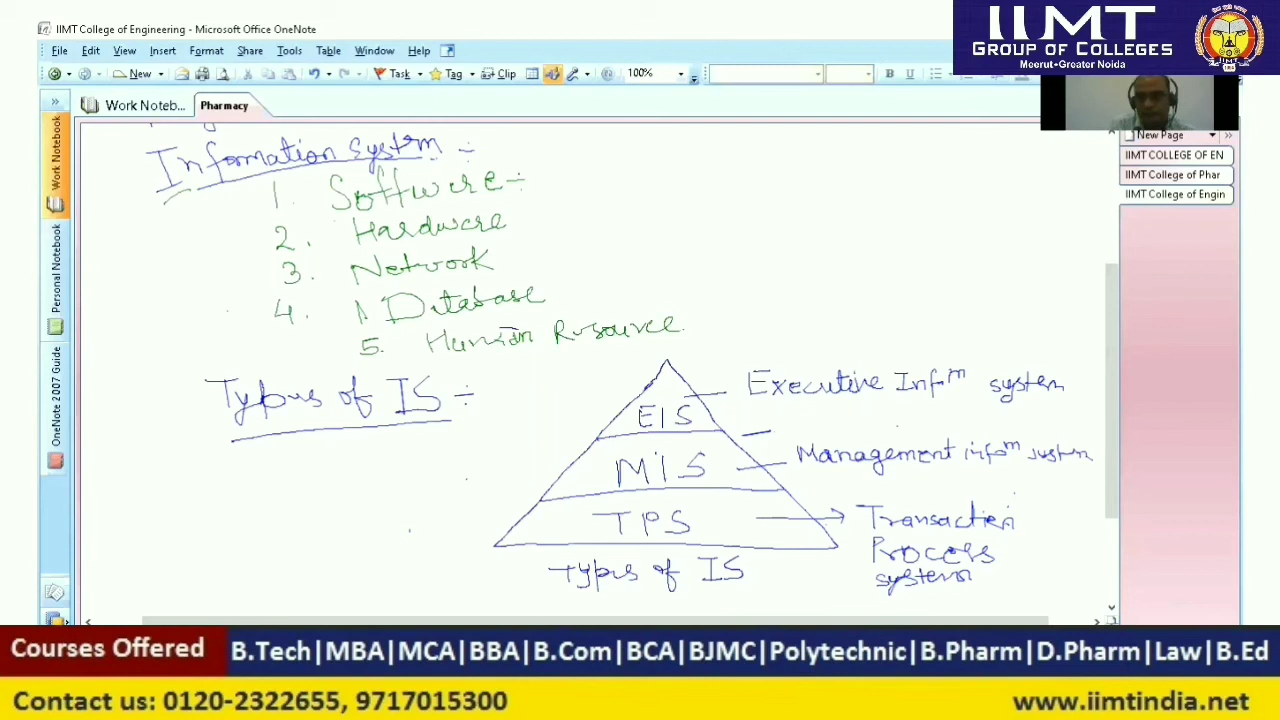 IIMT College of Engineering - Microsoft Office OneNote
File Edit View Insert Format Share Tools Table Window Help
New Task Tag Clip 100% B U
Work Noteb... Pharmacy
IIMT
GROUP OF COLLEGES
Meerut•Greater Noida
New Page
IIMT COLLEGE OF EN
IIMT College of Phar
IIMT College of Engin
Work Notebook
Personal Notebook
OneNote 2007 Guide
Information System :-
1. Software :-
2. Hardware
3. Network
4. Database
5. Human Resource
Types of IS :-
EIS
Executive Infoᵐ system
MIS
Management infoᵐ system
TPS
Transaction
Process
system
Types of IS
Courses Offered B.Tech|MBA|MCA|BBA|B.Com|BCA|BJMC|Polytechnic|B.Pharm|D.Pharm|Law|B.Ed
Contact us: 0120-2322655, 9717015300 www.iimtindia.net